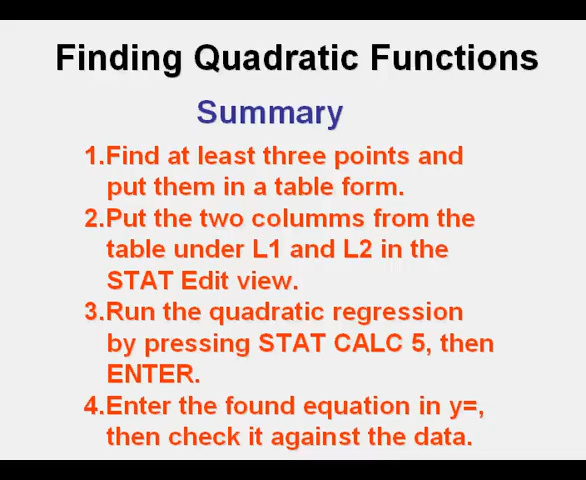 Finding Quadratic Functions
Summary
1.Find at least three points and
put them in a table form.
2.Put the two columms from the
table under L1 and L2 in the
STAT Edit view.
3.Run the quadratic regression
by pressing STAT CALC 5, then
ENTER.
4.Enter the found equation in y=,
then check it against the data.